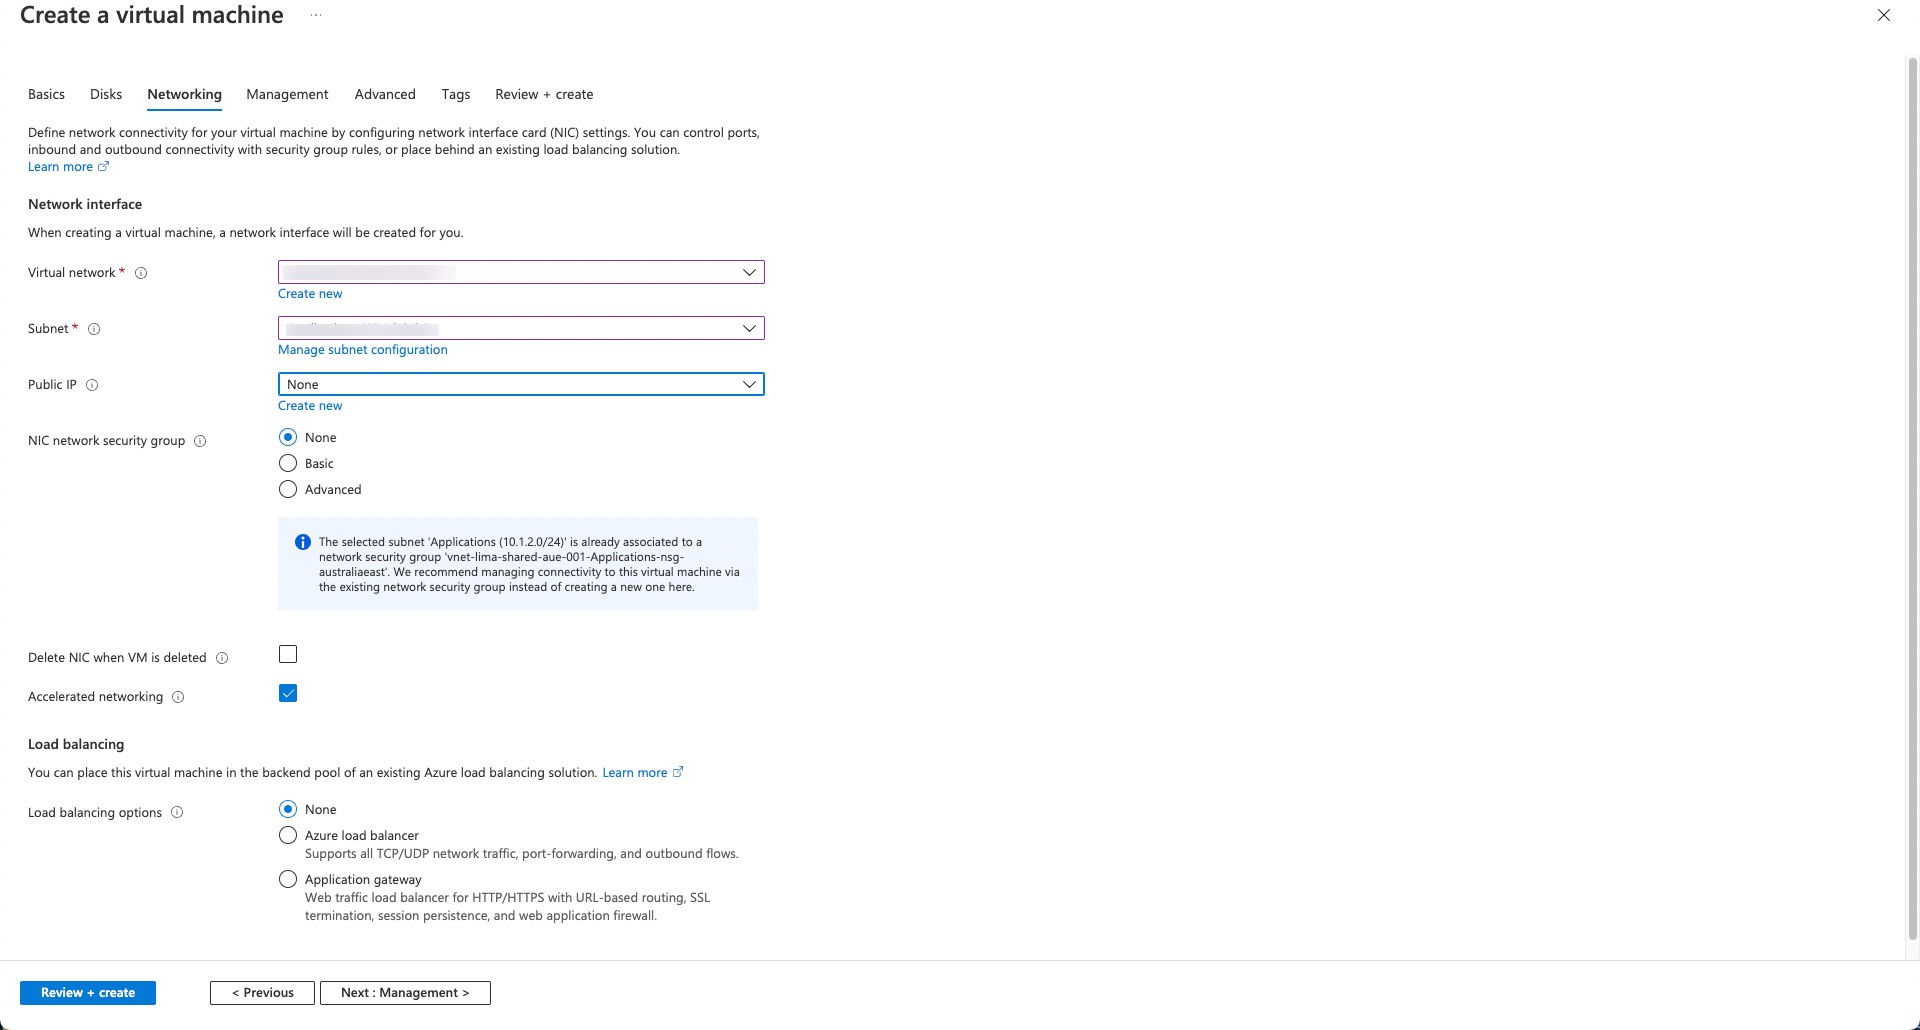 Create a virtual machine ...
Basics Disks Networking Management Advanced Tags Review + create
Define network connectivity for your virtual machine by configuring network interface card (NIC) settings. You can control ports,
inbound and outbound connectivity with security group rules, or place behind an existing load balancing solution.
Learn more
Network interface
When creating a virtual machine, a network interface will be created for you.
Virtual network *
Create new
Subnet *
Manage subnet configuration
Public IP
None
Create new
NIC network security group
None
Basic
Advanced
The selected subnet 'Applications (10.1.2.0/24)' is already associated to a
network security group 'vnet-lima-shared-aue-001-Applications-nsg-
australiaeast'. We recommend managing connectivity to this virtual machine via
the existing network security group instead of creating a new one here.
Delete NIC when VM is deleted
Accelerated networking
Load balancing
You can place this virtual machine in the backend pool of an existing Azure load balancing solution. Learn more
Load balancing options
None
Azure load balancer
Supports all TCP/UDP network traffic, port-forwarding, and outbound flows.
Application gateway
Web traffic load balancer for HTTP/HTTPS with URL-based routing, SSL
termination, session persistence, and web application firewall.
Review + create < Previous Next : Management >